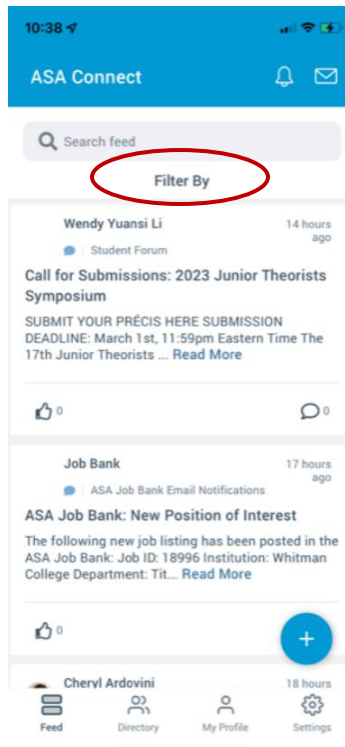 10:38
ASA Connect
Search feed
Filter By
Wendy Yuansi Li
14 hours
ago
Student Forum
Call for Submissions: 2023 Junior Theorists
Symposium
SUBMIT YOUR PRÉCIS HERE SUBMISSION
DEADLINE: March 1st, 11:59pm Eastern Time The
17th Junior Theorists ... Read More
0
0
Job Bank
17 hours
ago
ASA Job Bank Email Notifications
ASA Job Bank: New Position of Interest
The following new job listing has been posted in the
ASA Job Bank: Job ID: 18996 Institution: Whitman
College Department: Tit... Read More
0
+
Cheryl Ardovini
18 hours
Feed
Directory
My Profile
Settings